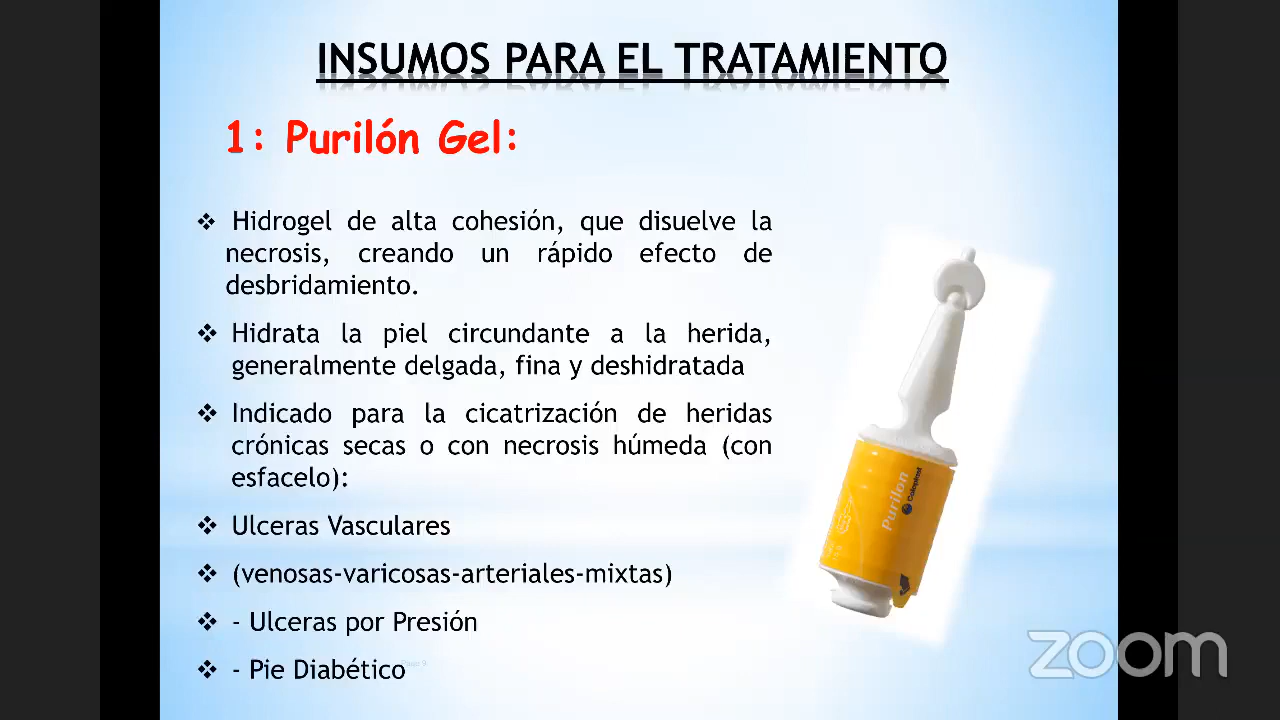 INSUMOS PARA EL TRATAMIENTO
1: Purilón Gel:
❖ Hidrogel de alta cohesión, que disuelve la
necrosis, creando un rápido efecto de
desbridamiento.
❖ Hidrata la piel circundante a la herida,
generalmente delgada, fina y deshidratada
❖ Indicado para la cicatrización de heridas
crónicas secas o con necrosis húmeda (con
esfacelo):
❖ Ulceras Vasculares
❖ (venosas-varicosas-arteriales-mixtas)
❖ - Ulceras por Presión
❖ - Pie Diabético
Purilon
Coloplast
zoom